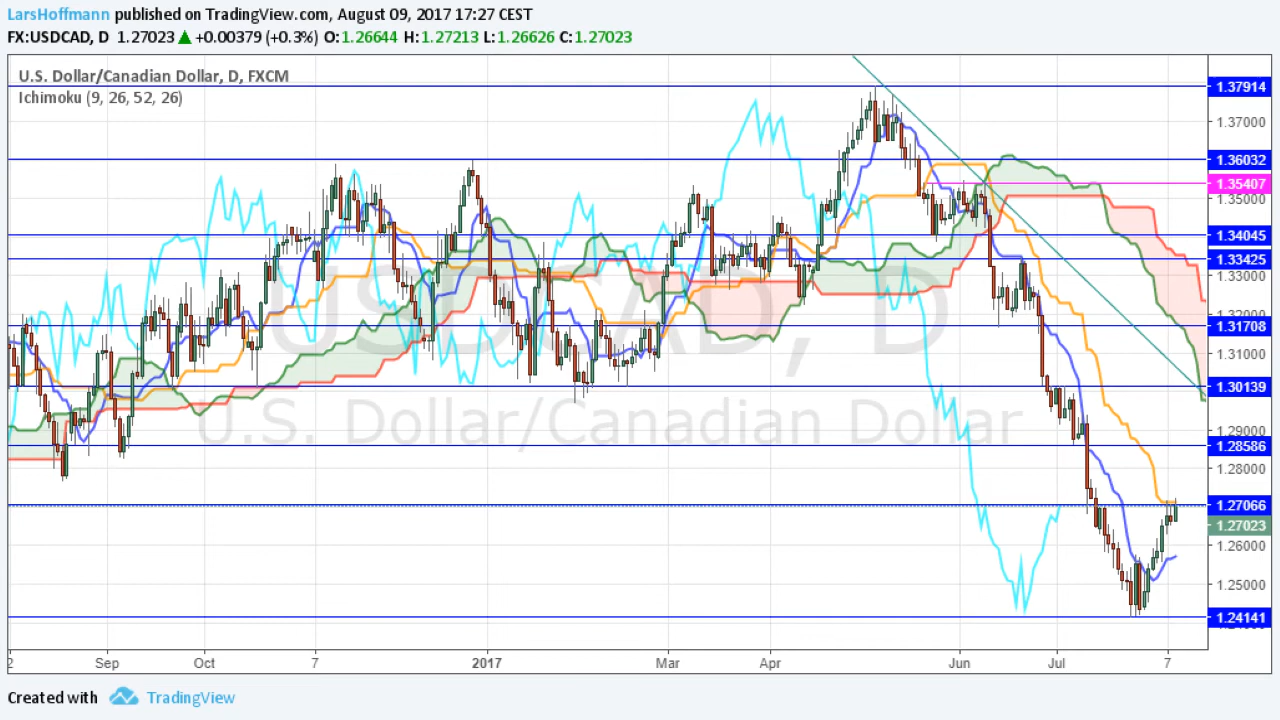 LarsHoffmann published on TradingView.com, August 09, 2017 17:27 CEST
FX:USDCAD, D 1.27023 ▲ +0.00379 (+0.3%) O:1.26644 H:1.27213 L:1.26626 C:1.27023
U.S. Dollar/Canadian Dollar, D, FXCM
Ichimoku (9, 26, 52, 26)
USDCAD, D
U.S. Dollar/Canadian Dollar
1.37914
1.37000
1.36032
1.35407
1.35000
1.34045
1.33425
1.33000
1.32000
1.31708
1.31000
1.30139
1.29000
1.28586
1.28000
1.27066
1.27023
1.26000
1.25000
1.24141
2 Sep Oct 7 2017 Mar Apr Jun Jul 7
Created with TradingView